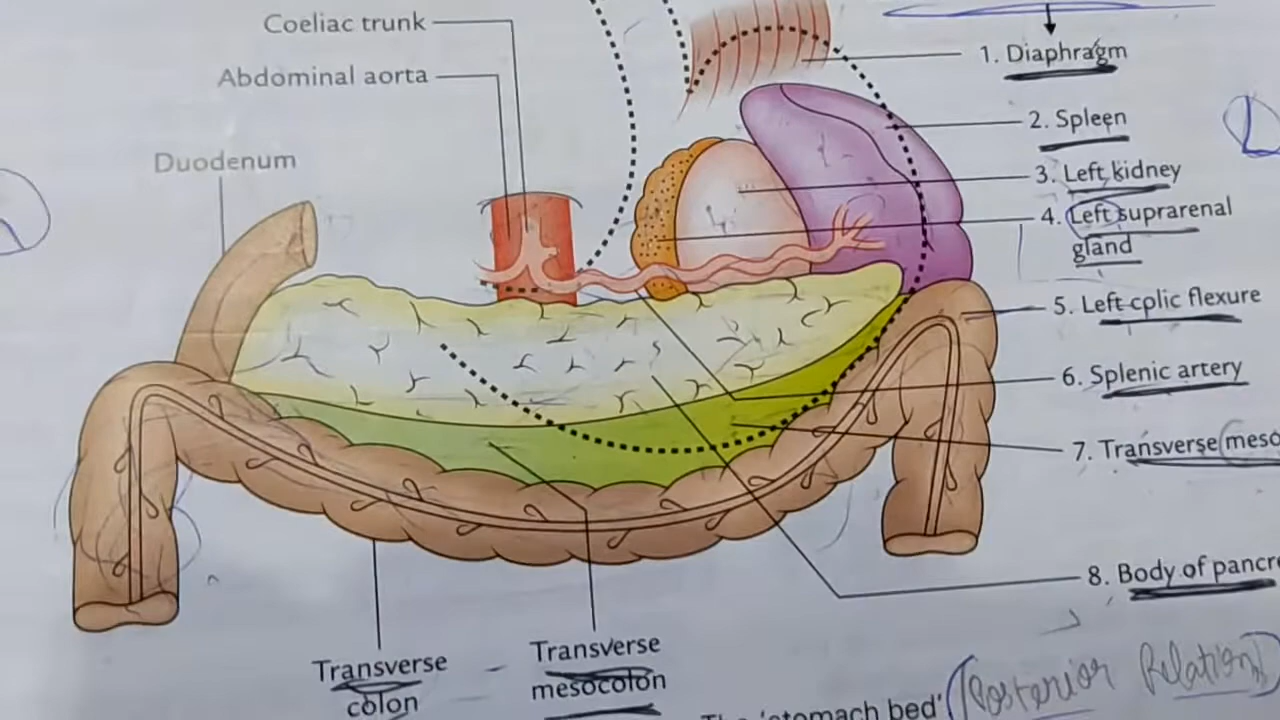 Coeliac trunk
Abdominal aorta
Duodenum
1. Diaphragm
2. Spleen
3. Left kidney
4. Left suprarenal
gland
5. Left colic flexure
6. Splenic artery
7. Transverse meso
8. Body of pancr
Transverse
colon
Transverse
mesocolon
The 'stomach bed' (Posterior Relation)